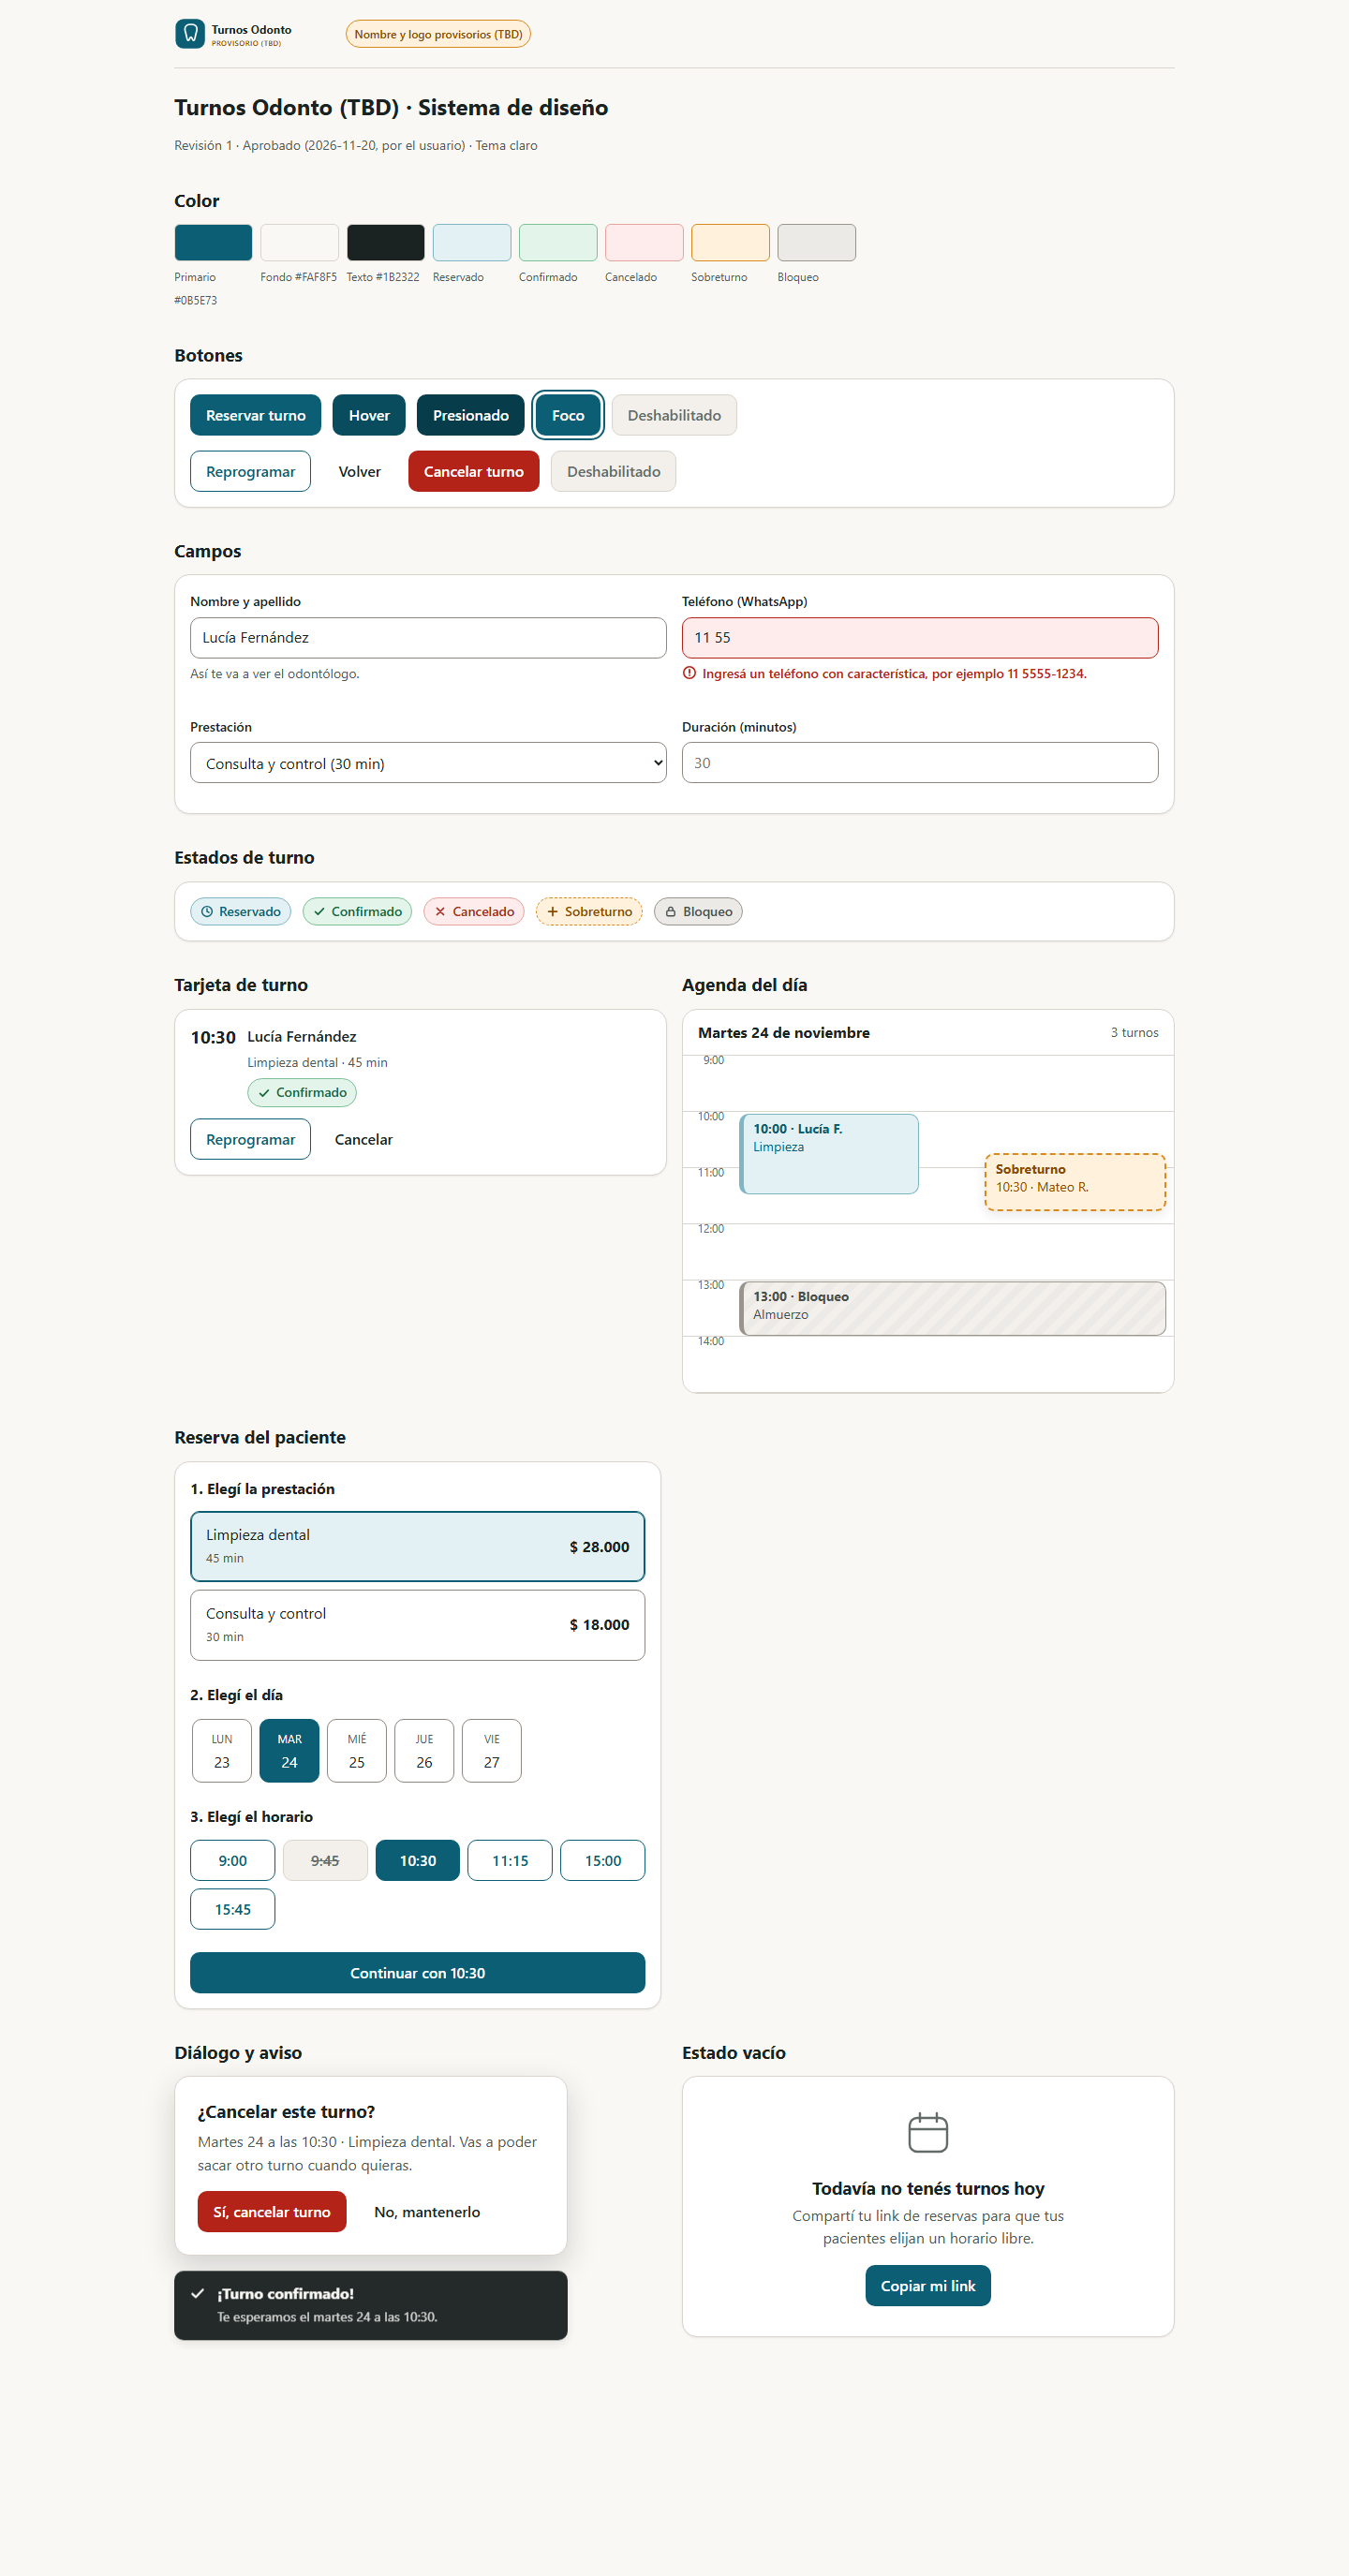 Turnos Odonto
PROVISORIO (TBD)
Nombre y logo provisorios (TBD)
Turnos Odonto (TBD) · Sistema de diseño
Revisión 1 · Aprobado (2026-11-20, por el usuario) · Tema claro
Color
Primario
#0B5E73
Fondo #FAF8F5
Texto #1B2322
Reservado
Confirmado
Cancelado
Sobreturno
Bloqueo
Botones
Reservar turno
Hover
Presionado
Foco
Deshabilitado
Reprogramar
Volver
Cancelar turno
Deshabilitado
Campos
Nombre y apellido
Lucía Fernández
Así te va a ver el odontólogo.
Teléfono (WhatsApp)
11 55
Ingresá un teléfono con característica, por ejemplo 11 5555-1234.
Prestación
Consulta y control (30 min)
Duración (minutos)
30
Estados de turno
Reservado
Confirmado
Cancelado
Sobreturno
Bloqueo
Tarjeta de turno
10:30 Lucía Fernández
Limpieza dental · 45 min
Confirmado
Reprogramar
Cancelar
Agenda del día
Martes 24 de noviembre
3 turnos
9:00
10:00
10:00 · Lucía F.
Limpieza
11:00
Sobreturno
10:30 · Mateo R.
12:00
13:00
13:00 · Bloqueo
Almuerzo
14:00
Reserva del paciente
1. Elegí la prestación
Limpieza dental
45 min
$ 28.000
Consulta y control
30 min
$ 18.000
2. Elegí el día
LUN
23
MAR
24
MIÉ
25
JUE
26
VIE
27
3. Elegí el horario
9:00
9:45
10:30
11:15
15:00
15:45
Continuar con 10:30
Diálogo y aviso
¿Cancelar este turno?
Martes 24 a las 10:30 · Limpieza dental. Vas a poder
sacar otro turno cuando quieras.
Sí, cancelar turno
No, mantenerlo
¡Turno confirmado!
Te esperamos el martes 24 a las 10:30.
Estado vacío
Todavía no tenés turnos hoy
Compartí tu link de reservas para que tus
pacientes elijan un horario libre.
Copiar mi link